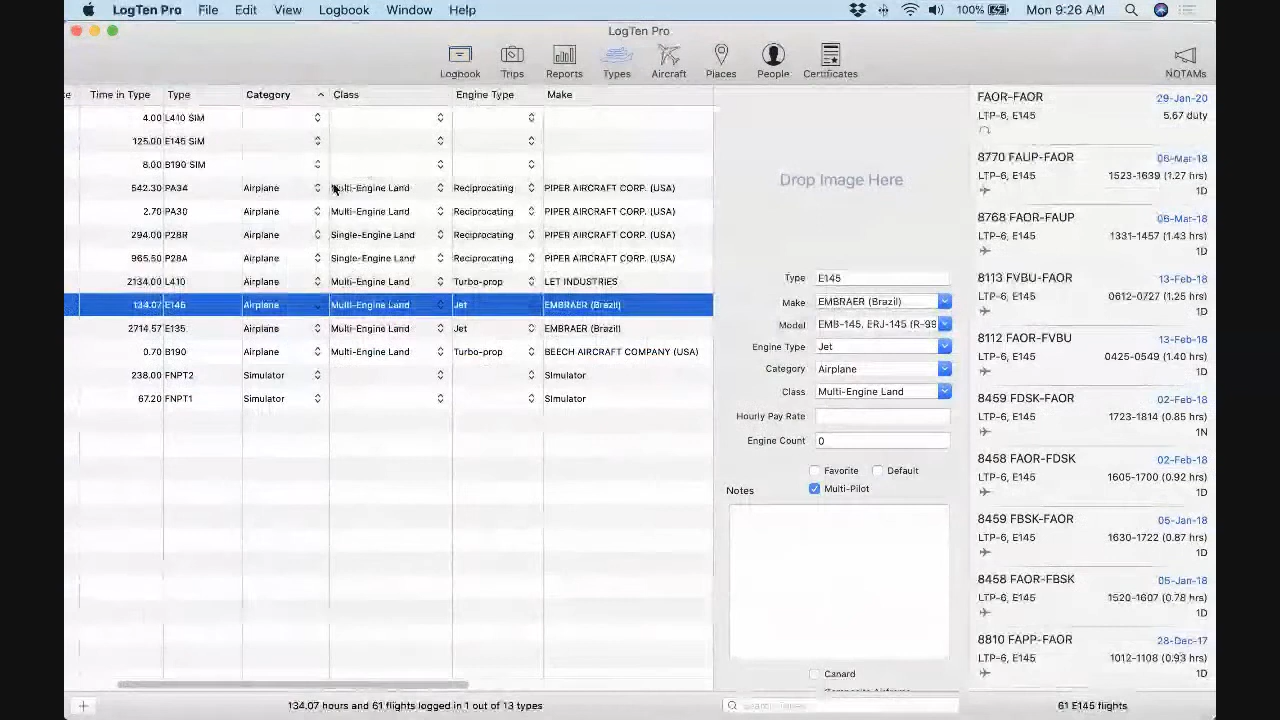 LogTen Pro File Edit View Logbook Window Help 100% Mon 9:26 AM
LogTen Pro
Logbook Trips Reports Types Aircraft Places People Certificates NOTAMs
Time in Type Type Category Class Engine Type Make
4.00 L410 SIM
125.00 E145 SIM
8.00 B190 SIM
542.30 PA34 Airplane Multi-Engine Land Reciprocating PIPER AIRCRAFT CORP. (USA)
2.70 PA30 Airplane Multi-Engine Land Reciprocating PIPER AIRCRAFT CORP. (USA)
294.00 P28R Airplane Single-Engine Land Reciprocating PIPER AIRCRAFT CORP. (USA)
965.50 P28A Airplane Single-Engine Land Reciprocating PIPER AIRCRAFT CORP. (USA)
2134.00 L410 Airplane Multi-Engine Land Turbo-prop LET INDUSTRIES
134.07 E145 Airplane Multi-Engine Land Jet EMBRAER (Brazil)
2714.57 E135 Airplane Multi-Engine Land Jet EMBRAER (Brazil)
0.70 B190 Airplane Multi-Engine Land Turbo-prop BEECH AIRCRAFT COMPANY (USA)
238.00 FNPT2 Simulator SImulator
67.20 FNPT1 Simulator SImulator
134.07 hours and 61 flights logged in 1 out of 13 types
Drop Image Here
Type E145
Make EMBRAER (Brazil)
Model EMB-145, ERJ-145 (R-99
Engine Type Jet
Category Airplane
Class Multi-Engine Land
Hourly Pay Rate
Engine Count 0
Favorite Default
Multi-Pilot
Notes
Canard
FAOR-FAOR 29-Jan-20
LTP-6, E145 5.67 duty
8770 FAUP-FAOR 06-Mar-18
LTP-6, E145 1523-1639 (1.27 hrs)
1D
8768 FAOR-FAUP 06-Mar-18
LTP-6, E145 1331-1457 (1.43 hrs)
1D
8113 FVBU-FAOR 13-Feb-18
LTP-6, E145 0612-0727 (1.25 hrs)
1D
8112 FAOR-FVBU 13-Feb-18
LTP-6, E145 0425-0549 (1.40 hrs)
1D
8459 FDSK-FAOR 02-Feb-18
LTP-6, E145 1723-1814 (0.85 hrs)
1N
8458 FAOR-FDSK 02-Feb-18
LTP-6, E145 1605-1700 (0.92 hrs)
1D
8459 FBSK-FAOR 05-Jan-18
LTP-6, E145 1630-1722 (0.87 hrs)
1D
8458 FAOR-FBSK 05-Jan-18
LTP-6, E145 1520-1607 (0.78 hrs)
1D
8810 FAPP-FAOR 28-Dec-17
LTP-6, E145 1012-1108 (0.93 hrs)
1D
61 E145 flights